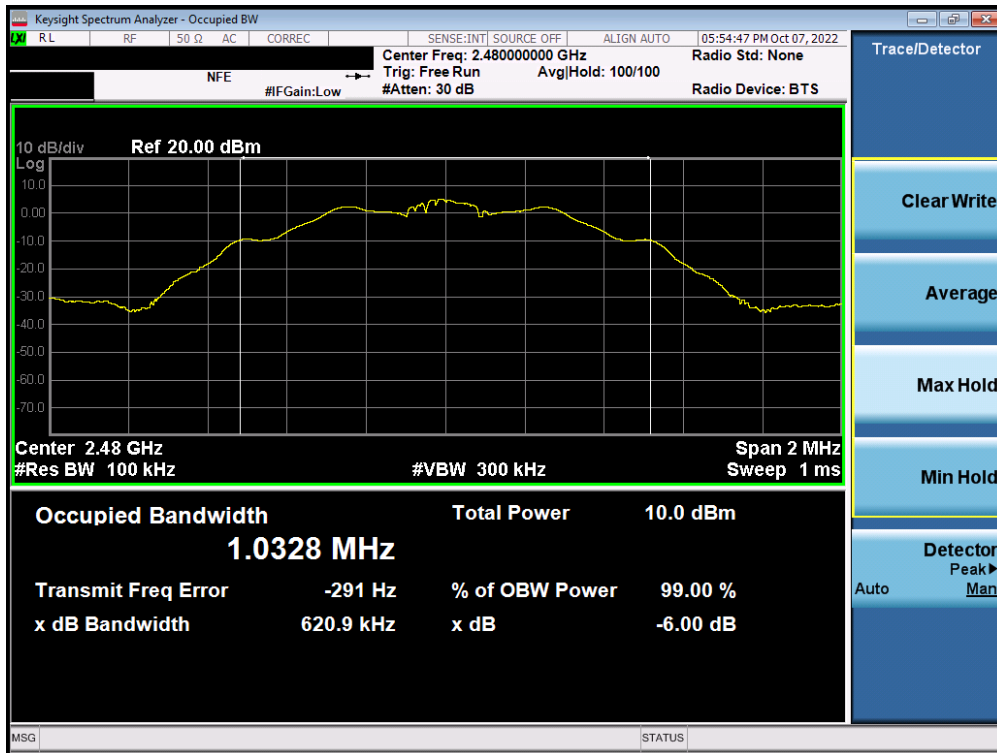 Keysight Spectrum Analyzer - Occupied BW
LXI RL RF 50 Ω AC CORREC SENSE:INT SOURCE OFF ALIGN AUTO 05:54:47 PM Oct 07, 2022
Center Freq: 2.480000000 GHz Radio Std: None
NFE Trig: Free Run Avg|Hold: 100/100
#IFGain:Low #Atten: 30 dB Radio Device: BTS
10 dB/div Ref 20.00 dBm
Log
10.0
0.00
-10.0
-20.0
-30.0
-40.0
-50.0
-60.0
-70.0
Center 2.48 GHz Span 2 MHz
#Res BW 100 kHz #VBW 300 kHz Sweep 1 ms
Occupied Bandwidth Total Power 10.0 dBm
1.0328 MHz
Transmit Freq Error -291 Hz % of OBW Power 99.00 %
x dB Bandwidth 620.9 kHz x dB -6.00 dB
Trace/Detector
Clear Write
Average
Max Hold
Min Hold
Detector
Peak▶
Auto Man
MSG STATUS